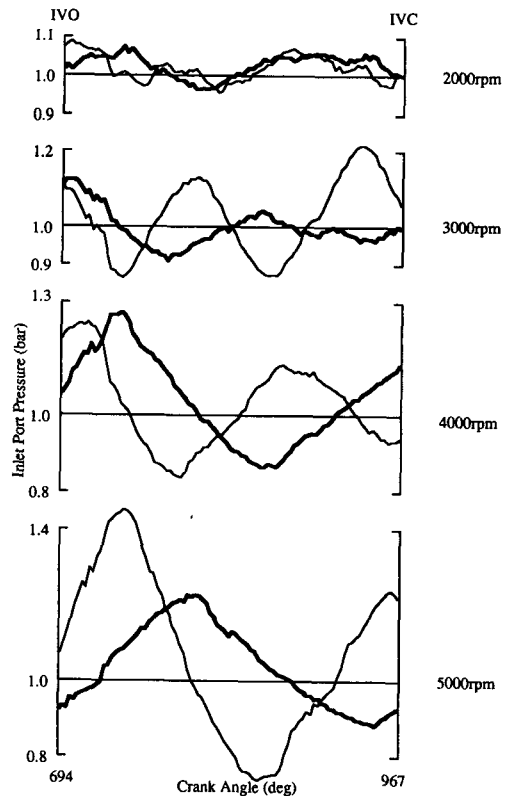 IVO IVC
1.1
1.0
0.9
2000rpm
1.2
1.0
0.9
3000rpm
1.3
1.0
0.8
4000rpm
Inlet Port Pressure (bar)
1.4
1.0
0.8
5000rpm
694 967
Crank Angle (deg)